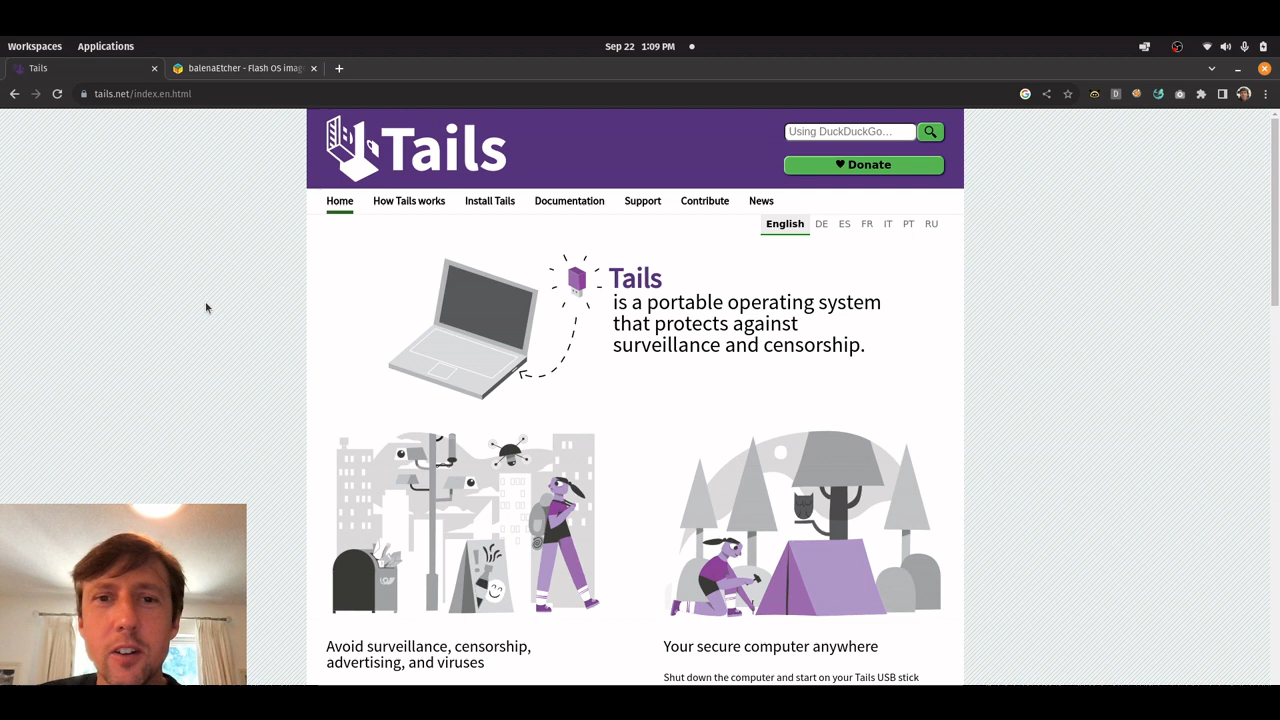 Workspaces Applications Sep 22 1:09 PM
Tails balenaEtcher - Flash OS imag
tails.net/index.en.html
Tails
Using DuckDuckGo...
♥ Donate
Home How Tails works Install Tails Documentation Support Contribute News
English DE ES FR IT PT RU
Tails
is a portable operating system
that protects against
surveillance and censorship.
Avoid surveillance, censorship,
advertising, and viruses
Your secure computer anywhere
Shut down the computer and start on your Tails USB stick